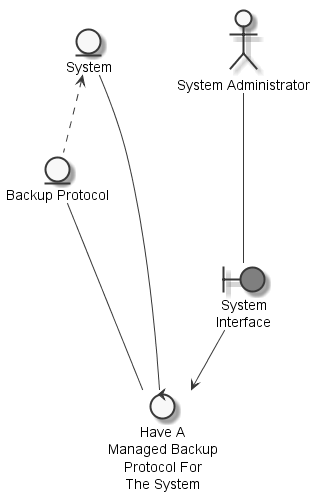 System
System Administrator
Backup Protocol
System
Interface
Have A
Managed Backup
Protocol For
The System